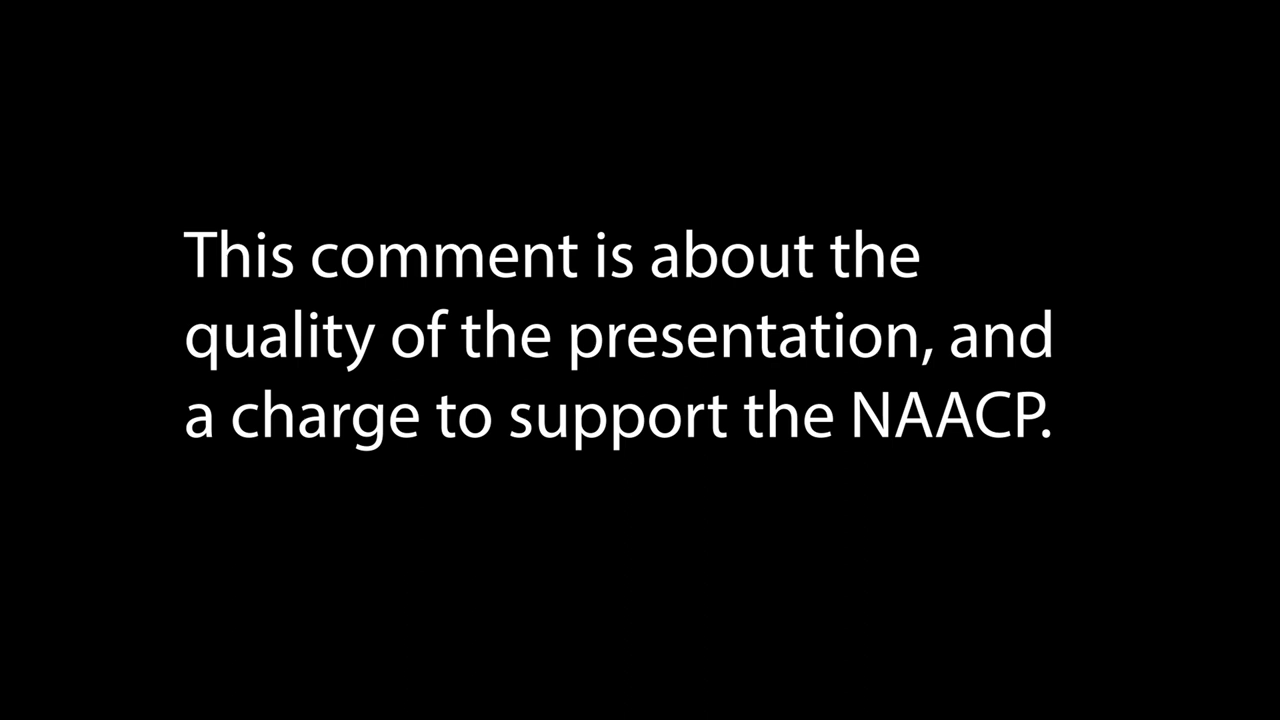 This comment is about the
quality of the presentation, and
a charge to support the NAACP.